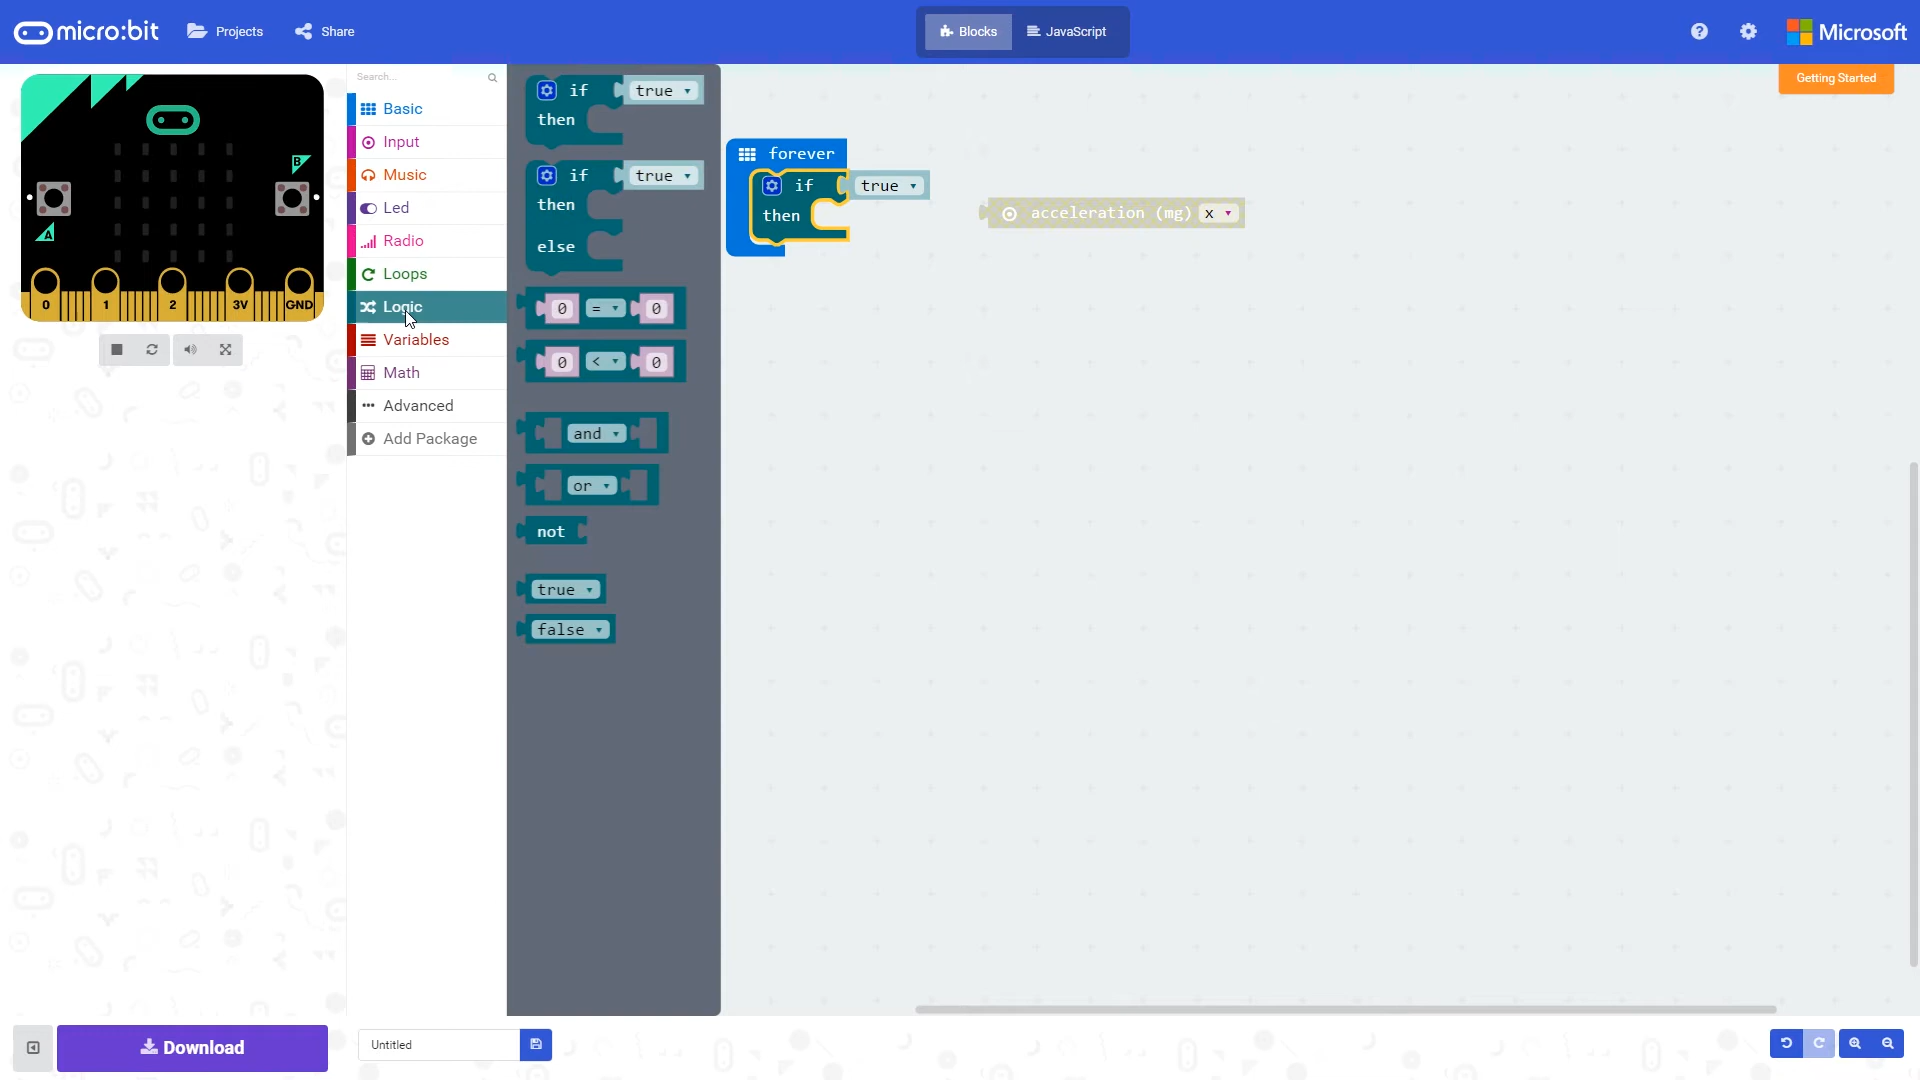 micro:bit
Projects
Share
Blocks
JavaScript
Microsoft
Getting Started
B
A
0
1
2
3V
GND
Search...
Basic
Input
Music
Led
Radio
Loops
Logic
Variables
Math
Advanced
Add Package
if true
then
if true
then
else
0 = 0
0 < 0
and
or
not
true
false
forever
if true
then
acceleration (mg) x
Download
Untitled